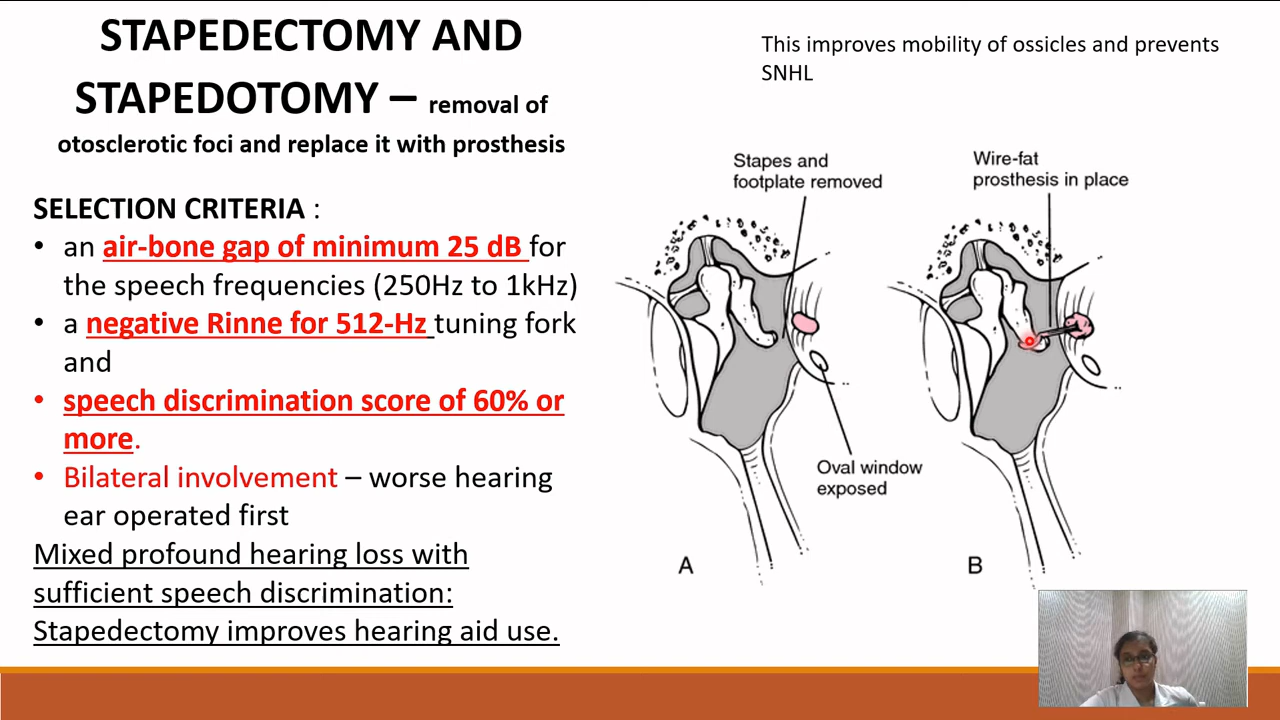 STAPEDECTOMY AND
STAPEDOTOMY – removal of
otosclerotic foci and replace it with prosthesis
SELECTION CRITERIA :
• an air-bone gap of minimum 25 dB for
the speech frequencies (250Hz to 1kHz)
• a negative Rinne for 512-Hz tuning fork
and
• speech discrimination score of 60% or
more.
• Bilateral involvement – worse hearing
ear operated first
Mixed profound hearing loss with
sufficient speech discrimination:
Stapedectomy improves hearing aid use.
This improves mobility of ossicles and prevents
SNHL
Stapes and
footplate removed
Oval window
exposed
A
Wire-fat
prosthesis in place
B